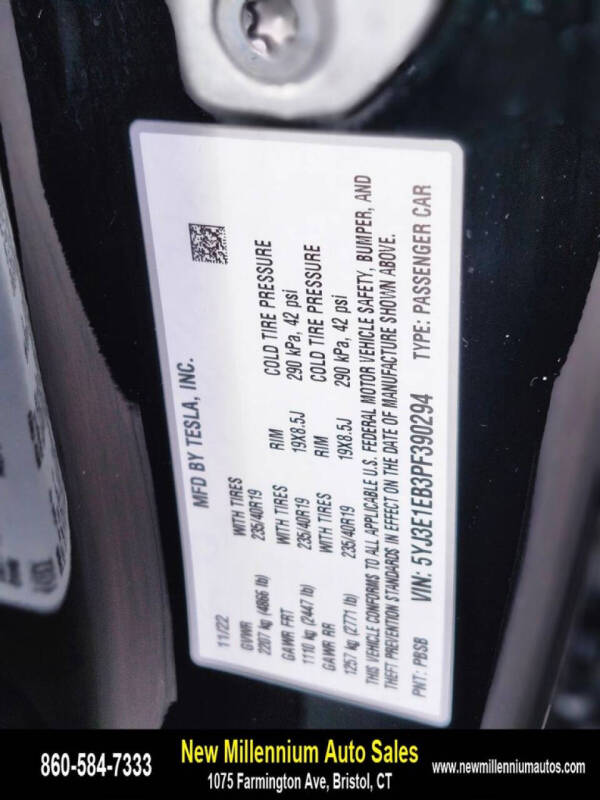 MFD BY TESLA, INC.
11/22
GVWR WITH TIRES RIM COLD TIRE PRESSURE
2207 kg (4866 lb) 235/40R19 19X8.5J 290 kPa, 42 psi
GAWR FRT WITH TIRES RIM COLD TIRE PRESSURE
1110 kg (2447 lb) 235/40R19 19X8.5J 290 kPa, 42 psi
GAWR RR
1257 kg (2771 lb) 235/40R19
THIS VEHICLE CONFORMS TO ALL APPLICABLE U.S. FEDERAL MOTOR VEHICLE SAFETY, BUMPER, AND
THEFT PREVENTION STANDARDS IN EFFECT ON THE DATE OF MANUFACTURE SHOWN ABOVE.
PNT: PBSB VIN: 5YJ3E1EB3PF390294 TYPE: PASSENGER CAR
860-584-7333
New Millennium Auto Sales
1075 Farmington Ave, Bristol, CT
www.newmillenniumautos.com